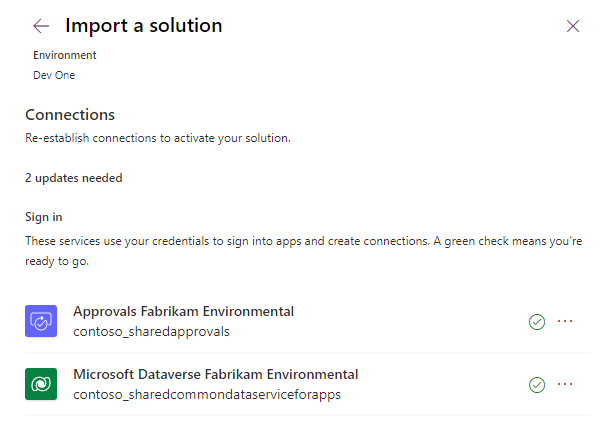 Import a solution
Environment
Dev One
Connections
Re-establish connections to activate your solution.
2 updates needed
Sign in
These services use your credentials to sign into apps and create connections. A green check means you're
ready to go.
Approvals Fabrikam Environmental
contoso_sharedapprovals
Microsoft Dataverse Fabrikam Environmental
contoso_sharedcommondataserviceforapps